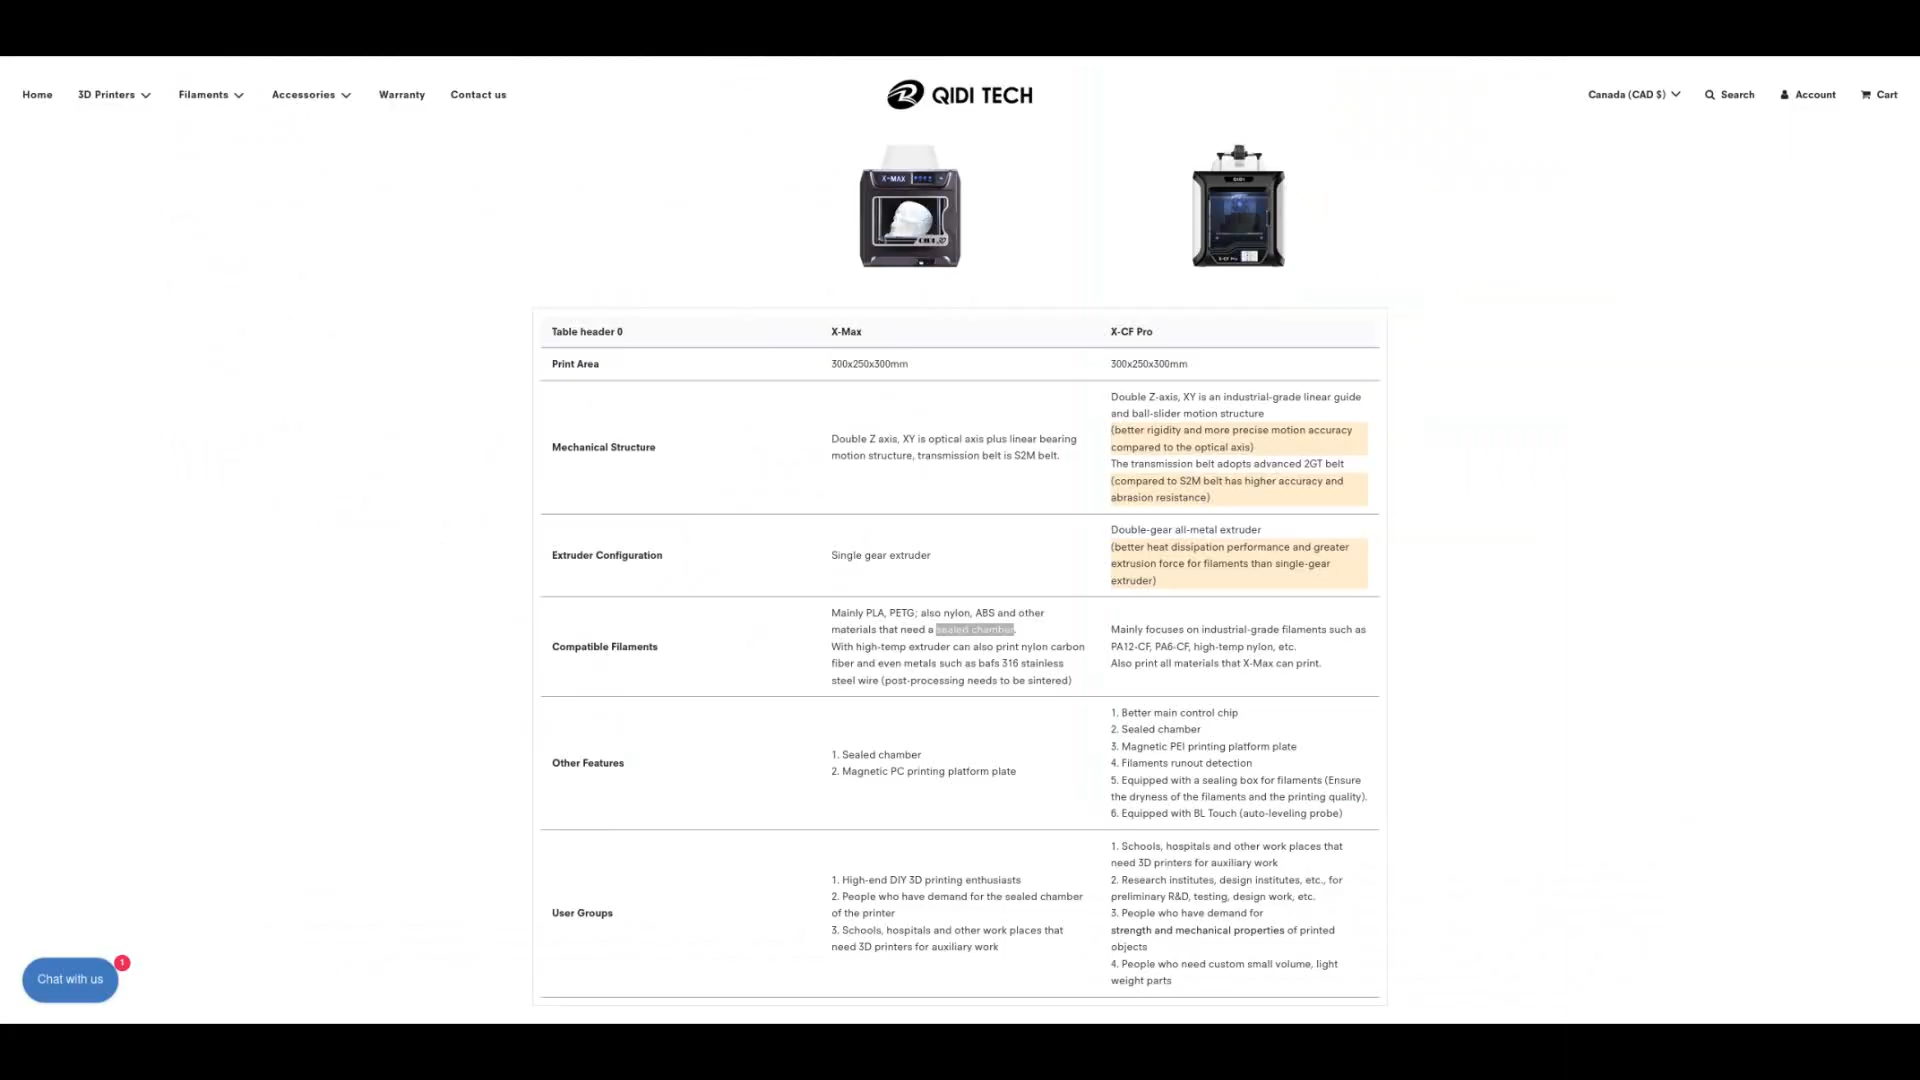 Home 3D Printers Filaments Accessories Warranty Contact us QIDI TECH Canada (CAD $) Search Account Cart
X-MAX
QIDI
QIDI
X-CF Pro
Table header 0 X-Max X-CF Pro
Print Area 300x250x300mm 300x250x300mm
Mechanical Structure
Double Z axis, XY is optical axis plus linear bearing
motion structure, transmission belt is S2M belt.
Double Z-axis, XY is an industrial-grade linear guide
and ball-slider motion structure
(better rigidity and more precise motion accuracy
compared to the optical axis)
The transmission belt adopts advanced 2GT belt
(compared to S2M belt has higher accuracy and
abrasion resistance)
Extruder Configuration
Single gear extruder
Double-gear all-metal extruder
(better heat dissipation performance and greater
extrusion force for filaments than single-gear
extruder)
Compatible Filaments
Mainly PLA, PETG; also nylon, ABS and other
materials that need a sealed chamber.
With high-temp extruder can also print nylon carbon
fiber and even metals such as bafs 316 stainless
steel wire (post-processing needs to be sintered)
Mainly focuses on industrial-grade filaments such as
PA12-CF, PA6-CF, high-temp nylon, etc.
Also print all materials that X-Max can print.
Other Features
1. Sealed chamber
2. Magnetic PC printing platform plate
1. Better main control chip
2. Sealed chamber
3. Magnetic PEI printing platform plate
4. Filaments runout detection
5. Equipped with a sealing box for filaments (Ensure
the dryness of the filaments and the printing quality).
6. Equipped with BL Touch (auto-leveling probe)
User Groups
1. High-end DIY 3D printing enthusiasts
2. People who have demand for the sealed chamber
of the printer
3. Schools, hospitals and other work places that
need 3D printers for auxiliary work
1. Schools, hospitals and other work places that
need 3D printers for auxiliary work
2. Research institutes, design institutes, etc., for
preliminary R&D, testing, design work, etc.
3. People who have demand for
strength and mechanical properties of printed
objects
4. People who need custom small volume, light
weight parts
Chat with us
1